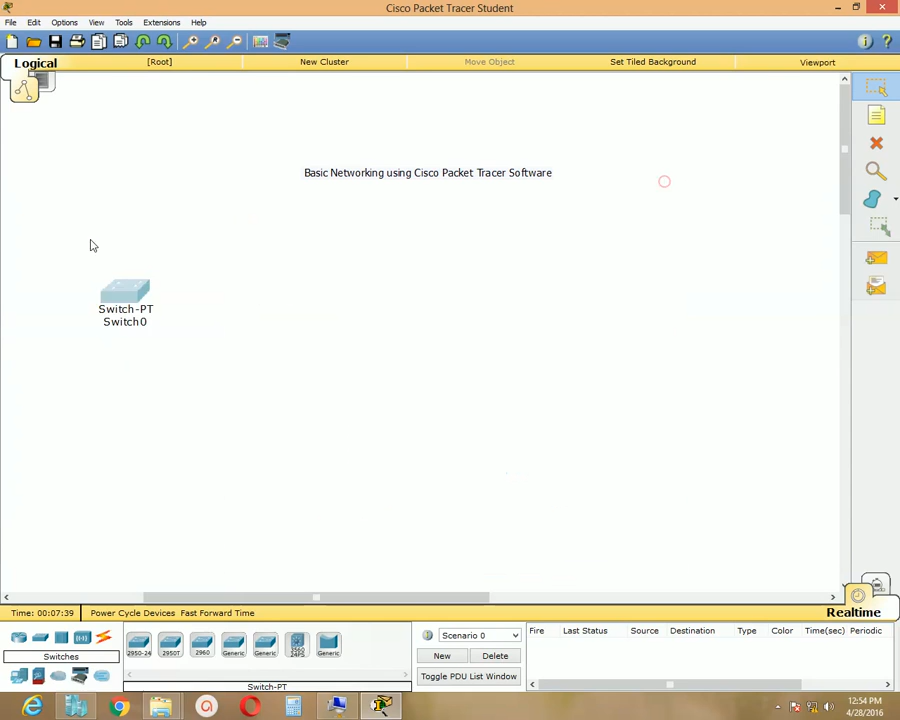 Cisco Packet Tracer Student
File Edit Options View Tools Extensions Help
Logical [Root] New Cluster Move Object Set Tiled Background Viewport
Basic Networking using Cisco Packet Tracer Software
Switch-PT
Switch0
Time: 00:07:39 Power Cycle Devices Fast Forward Time Realtime
Scenario 0
Fire Last Status Source Destination Type Color Time(sec) Periodic
2950-24 2950T 2960 Generic Generic 3560 24PS Generic
Switches
New Delete
Toggle PDU List Window
Switch-PT
12:54 PM
4/28/2016